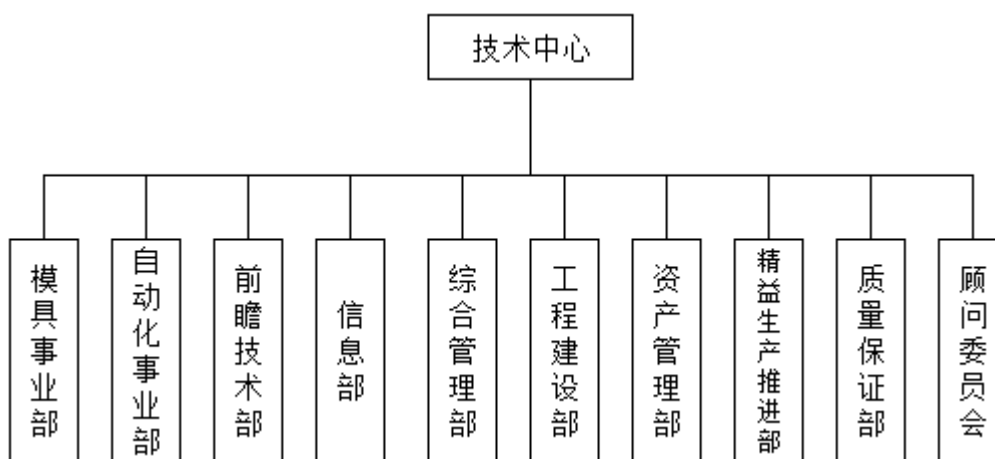 技术中心
模具事业部
自动化事业部
前瞻技术部
信息部
综合管理部
工程建设部
资产管理部
精益生产推进部
质量保证部
顾问委员会